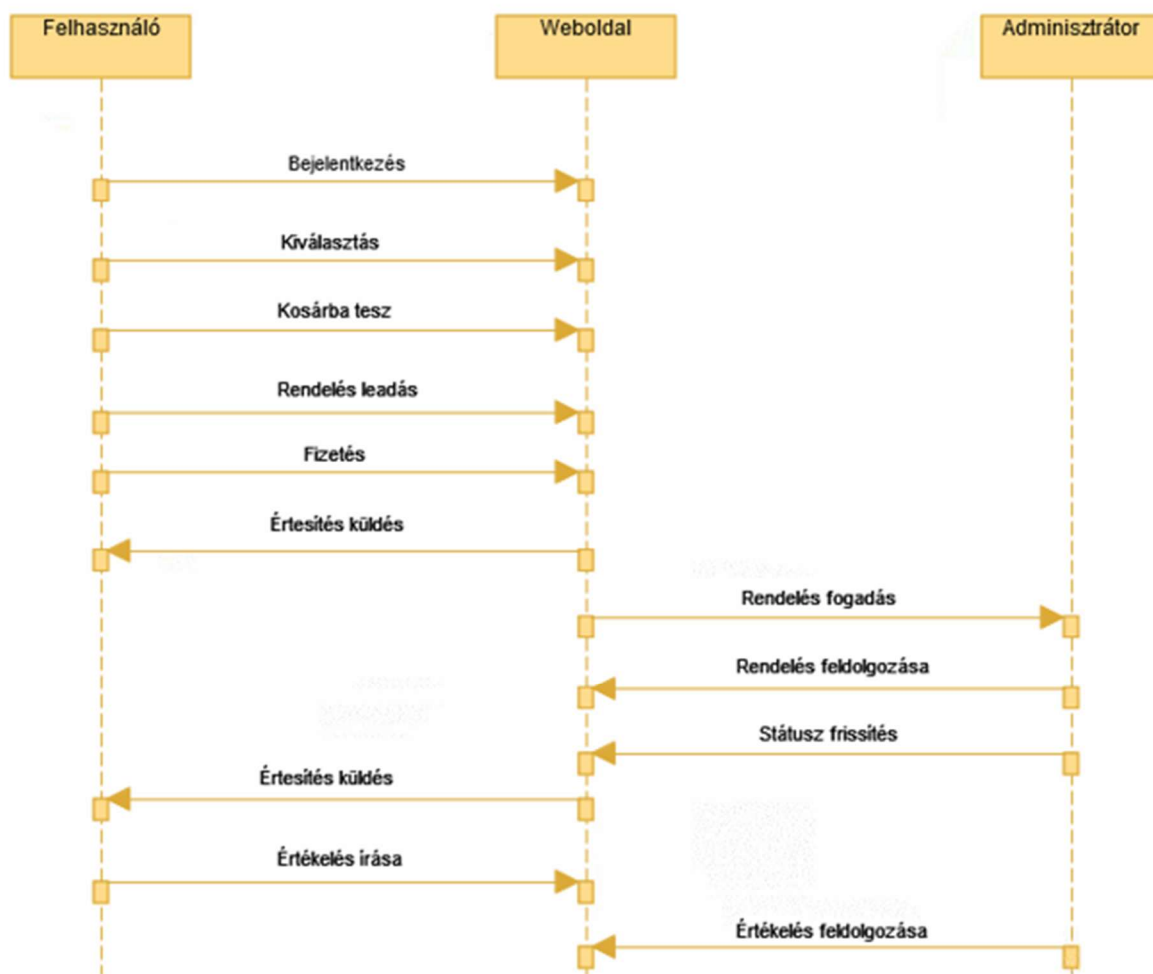 Felhasználó
Weboldal
Adminisztrátor
Bejelentkezés
Kiválasztás
Kosárba tesz
Rendelés leadás
Fizetés
Értesítés küldés
Rendelés fogadás
Rendelés feldolgozása
Státusz frissítés
Értesítés küldés
Értékelés írása
Értékelés feldolgozása